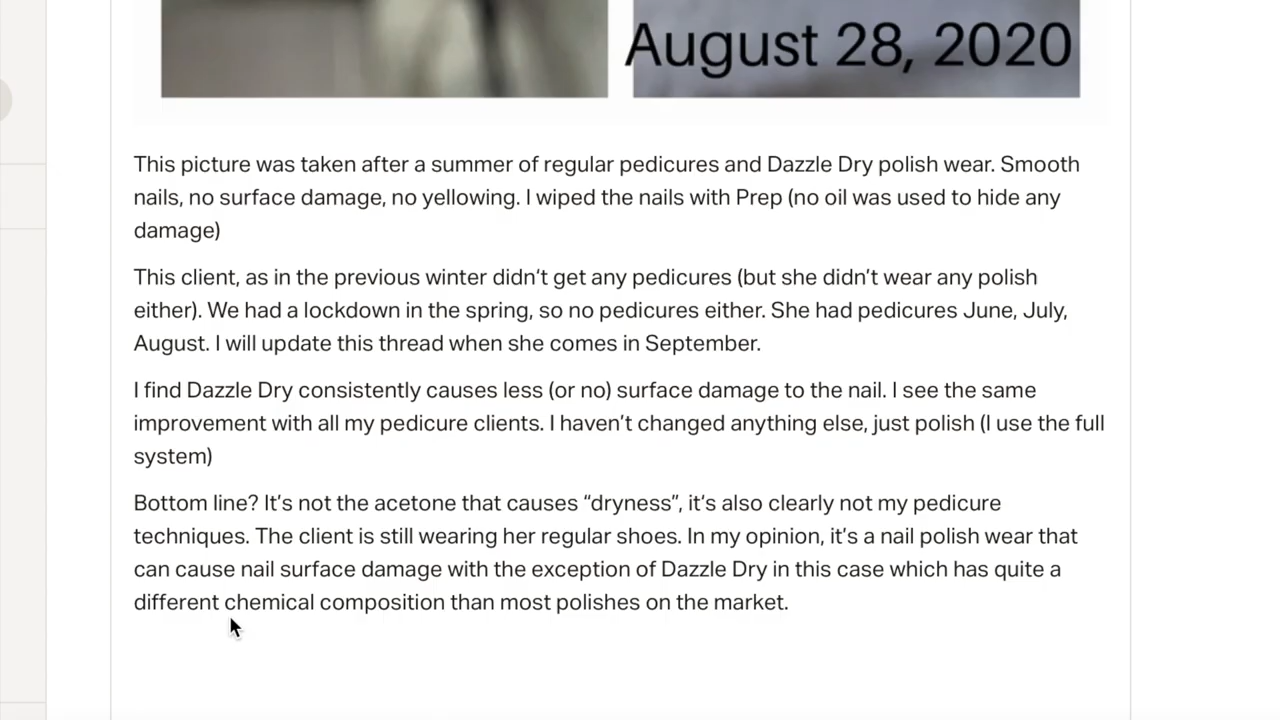 August 28, 2020
This picture was taken after a summer of regular pedicures and Dazzle Dry polish wear. Smooth
nails, no surface damage, no yellowing. I wiped the nails with Prep (no oil was used to hide any
damage)
This client, as in the previous winter didn’t get any pedicures (but she didn’t wear any polish
either). We had a lockdown in the spring, so no pedicures either. She had pedicures June, July,
August. I will update this thread when she comes in September.
I find Dazzle Dry consistently causes less (or no) surface damage to the nail. I see the same
improvement with all my pedicure clients. I haven’t changed anything else, just polish (I use the full
system)
Bottom line? It’s not the acetone that causes “dryness”, it’s also clearly not my pedicure
techniques. The client is still wearing her regular shoes. In my opinion, it’s a nail polish wear that
can cause nail surface damage with the exception of Dazzle Dry in this case which has quite a
different chemical composition than most polishes on the market.